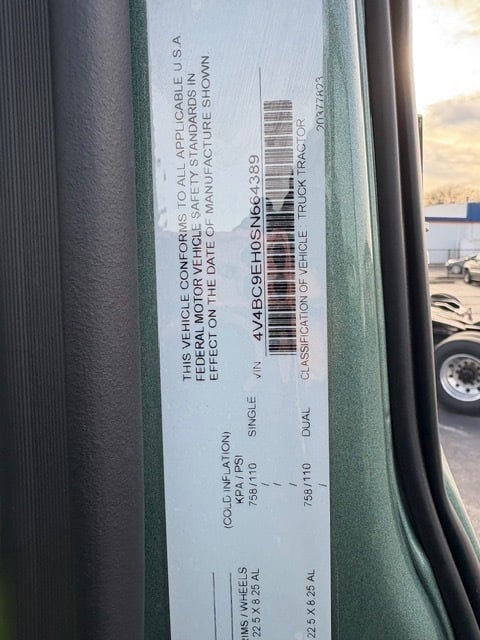 THIS VEHICLE CONFORMS TO ALL APPLICABLE U.S.A
FEDERAL MOTOR VEHICLE SAFETY STANDARDS IN
EFFECT ON THE DATE OF MANUFACTURE SHOWN
(COLD INFLATION)
RIMS / WHEELS KPA / PSI
22.5 X 8.25 AL 758/110 SINGLE VIN 4V4BC9EH0SN664389
/
/
/
22.5 X 8.25 AL 758/110 DUAL CLASSIFICATION OF VEHICLE TRUCK TRACTOR
/
20377623